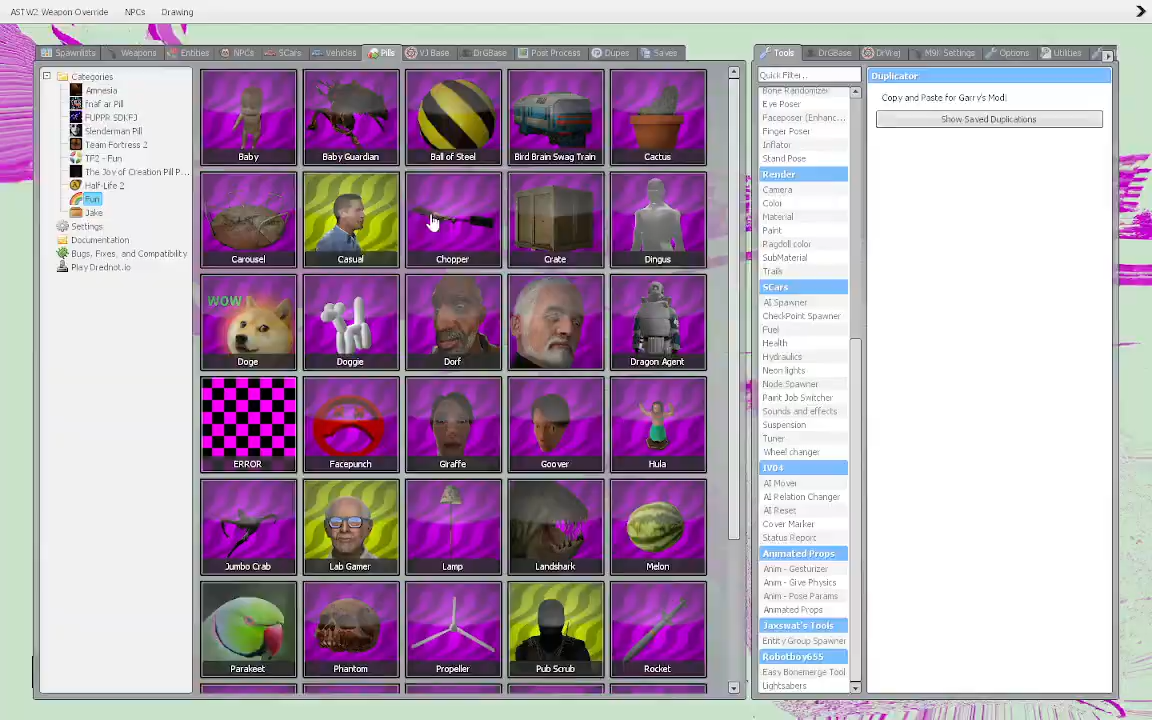 ASTW2 Weapon Override NPCs Drawing
Spawnlists Weapons Entities NPCs SCars Vehicles Pills VJ Base DrGBase Post Process Dupes Saves
Categories
Amnesia
fnaf ar Pill
FUPPR SDKFJ
Slenderman Pill
Team Fortress 2
TF2 - Fun
The Joy of Creation Pill P...
Half-Life 2
Fun
Jake
Settings
Documentation
Bugs, Fixes, and Compatibility
Play Drednot.io
Baby Baby Guardian Ball of Steel Bird Brain Swag Train Cactus
Carousel Casual Chopper Crate Dingus
WOW
Doge Doggie Dorf Dragon Agent
ERROR Facepunch Giraffe Goover Hula
Jumbo Crab Lab Gamer Lamp Landshark Melon
Parakeet Phantom Propeller Pub Scrub Rocket
Tools DrGBase DrVrej M9I Settings Options Utilities
Quick Filter...
Bone Randomizer
Eye Poser
Faceposer (Enhanc...
Finger Poser
Inflator
Stand Pose
Render
Camera
Color
Material
Paint
Ragdoll color
SubMaterial
Trails
SCars
AI Spawner
CheckPoint Spawner
Fuel
Health
Hydraulics
Neon lights
Node Spawner
Paint Job Switcher
Sounds and effects
Suspension
Tuner
Wheel changer
IV04
AI Mover
AI Relation Changer
AI Reset
Cover Marker
Status Report
Animated Props
Anim - Gesturizer
Anim - Give Physics
Anim - Pose Params
Animated Props
Jaxswat's Tools
Entity Group Spawner
Robotboy655
Easy Bonemerge Tool
Lightsabers
Duplicator
Copy and Paste for Garry's Mod!
Show Saved Duplications